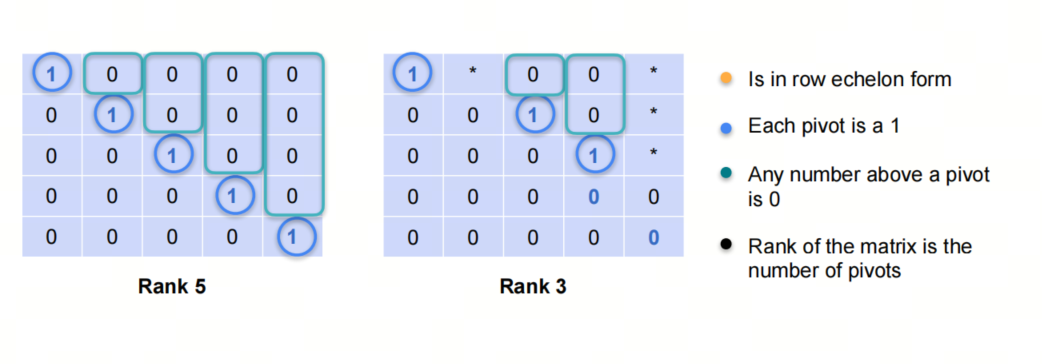 1 0 0 0 0
0 1 0 0 0
0 0 1 0 0
0 0 0 1 0
0 0 0 0 1
Rank 5
1 * 0 0 *
0 0 1 0 *
0 0 0 1 *
0 0 0 0 0
0 0 0 0 0
Rank 3
Is in row echelon form
Each pivot is a 1
Any number above a pivot
is 0
Rank of the matrix is the
number of pivots